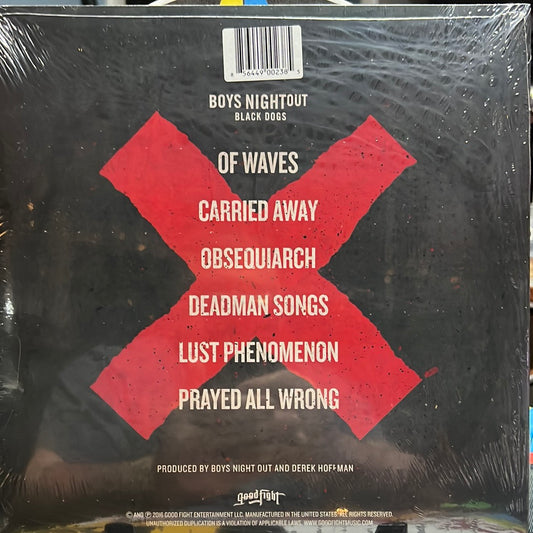 8 56449 00238 5
BOYS NIGHT OUT
BLACK DOGS
OF WAVES
CARRIED AWAY
OBSEQUIARCH
DEADMAN SONGS
LUST PHENOMENON
PRAYED ALL WRONG
PRODUCED BY BOYS NIGHT OUT AND DEREK HOFFMAN
goodfight
© AND ℗ 2016 GOOD FIGHT ENTERTAINMENT LLC. MANUFACTURED IN THE UNITED STATES. ALL RIGHTS RESERVED.
UNAUTHORIZED DUPLICATION IS A VIOLATION OF APPLICABLE LAWS. WWW.GOODFIGHTMUSIC.COM